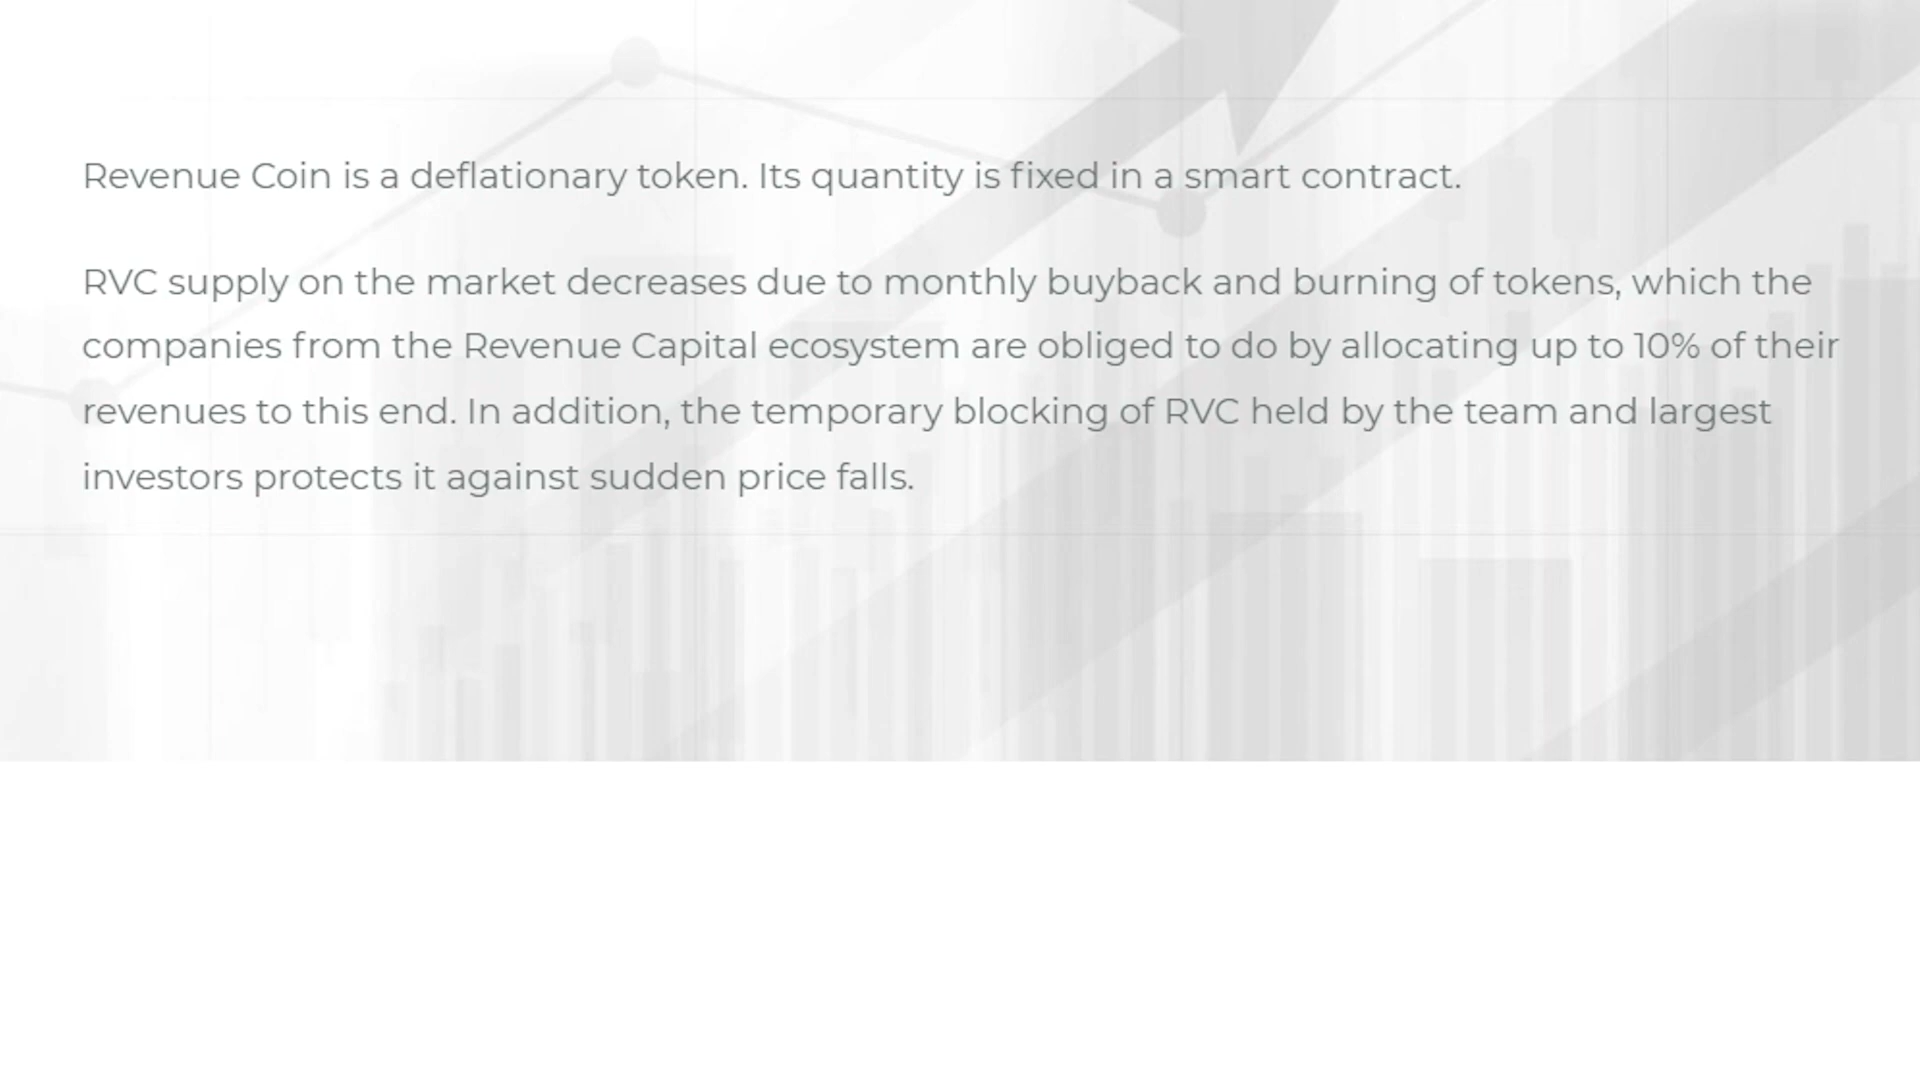 Revenue Coin is a deflationary token. Its quantity is fixed in a smart contract.
RVC supply on the market decreases due to monthly buyback and burning of tokens, which the
companies from the Revenue Capital ecosystem are obliged to do by allocating up to 10% of their
revenues to this end. In addition, the temporary blocking of RVC held by the team and largest
investors protects it against sudden price falls.